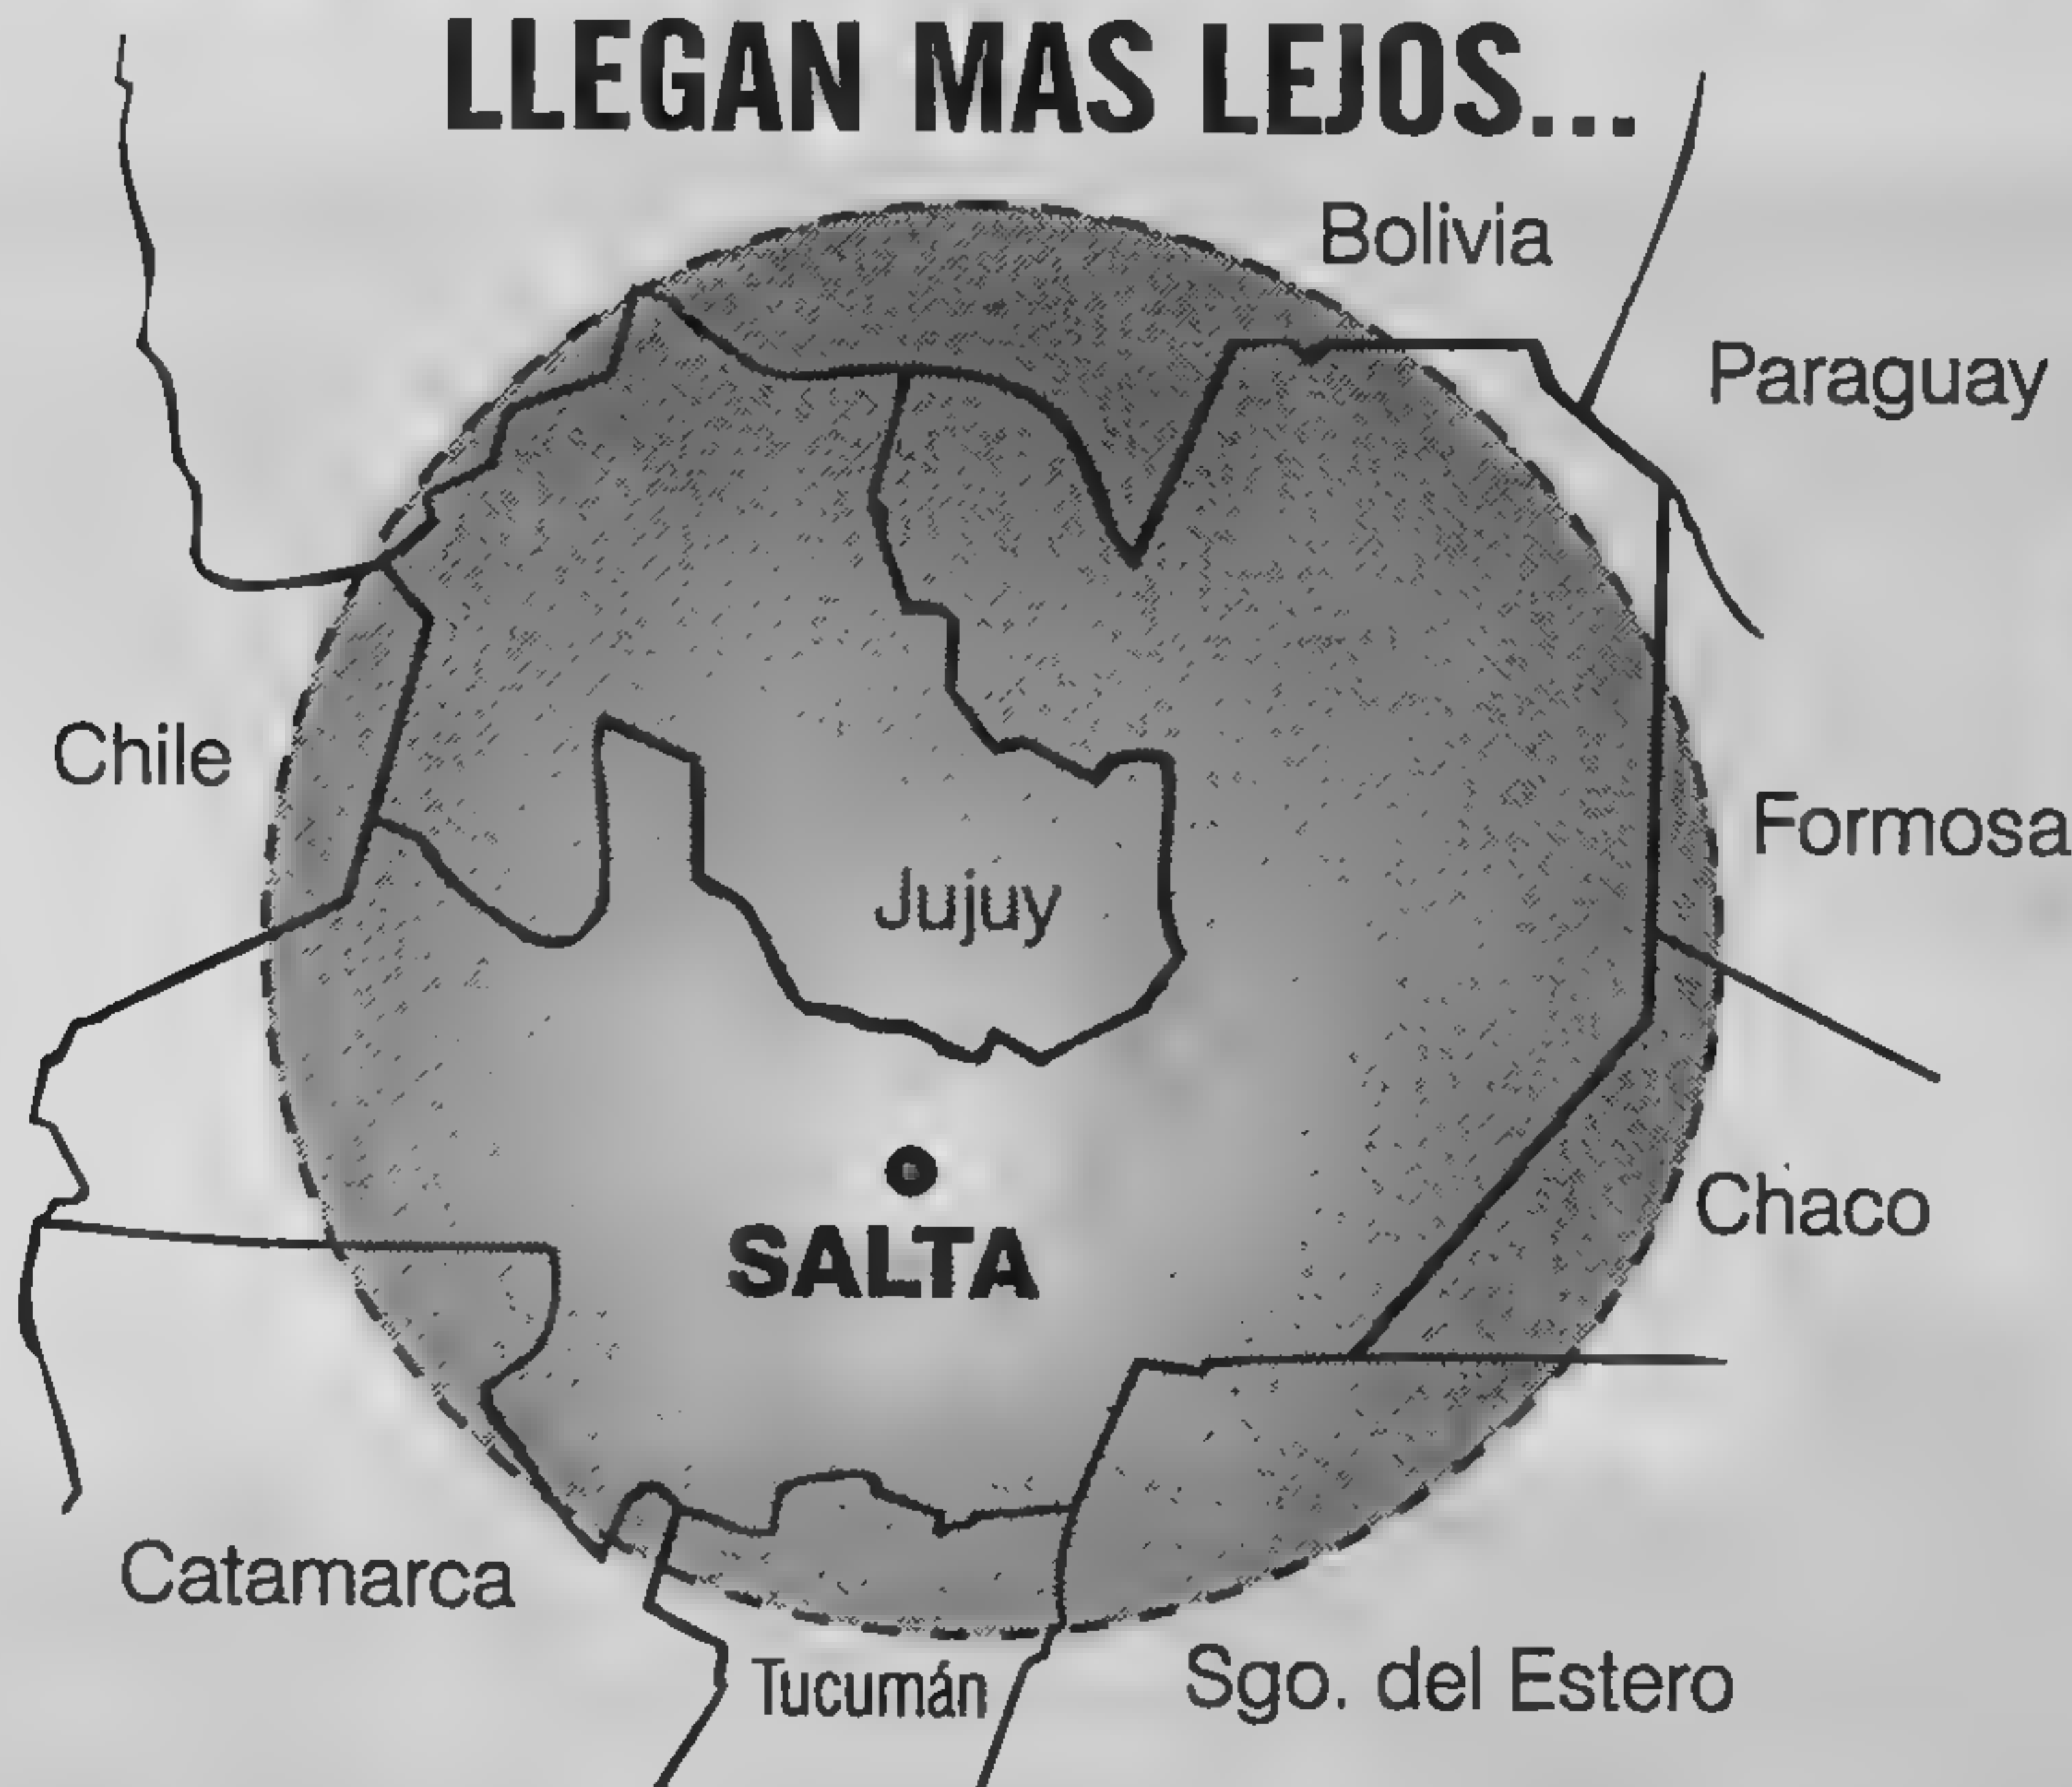 LLEGAN MAS LEJOS...
Bolivia
Paraguay
Chile
Formosa
Jujuy
Chaco
SALTA
Catamarca
Tucumán
Sgo. del Estero